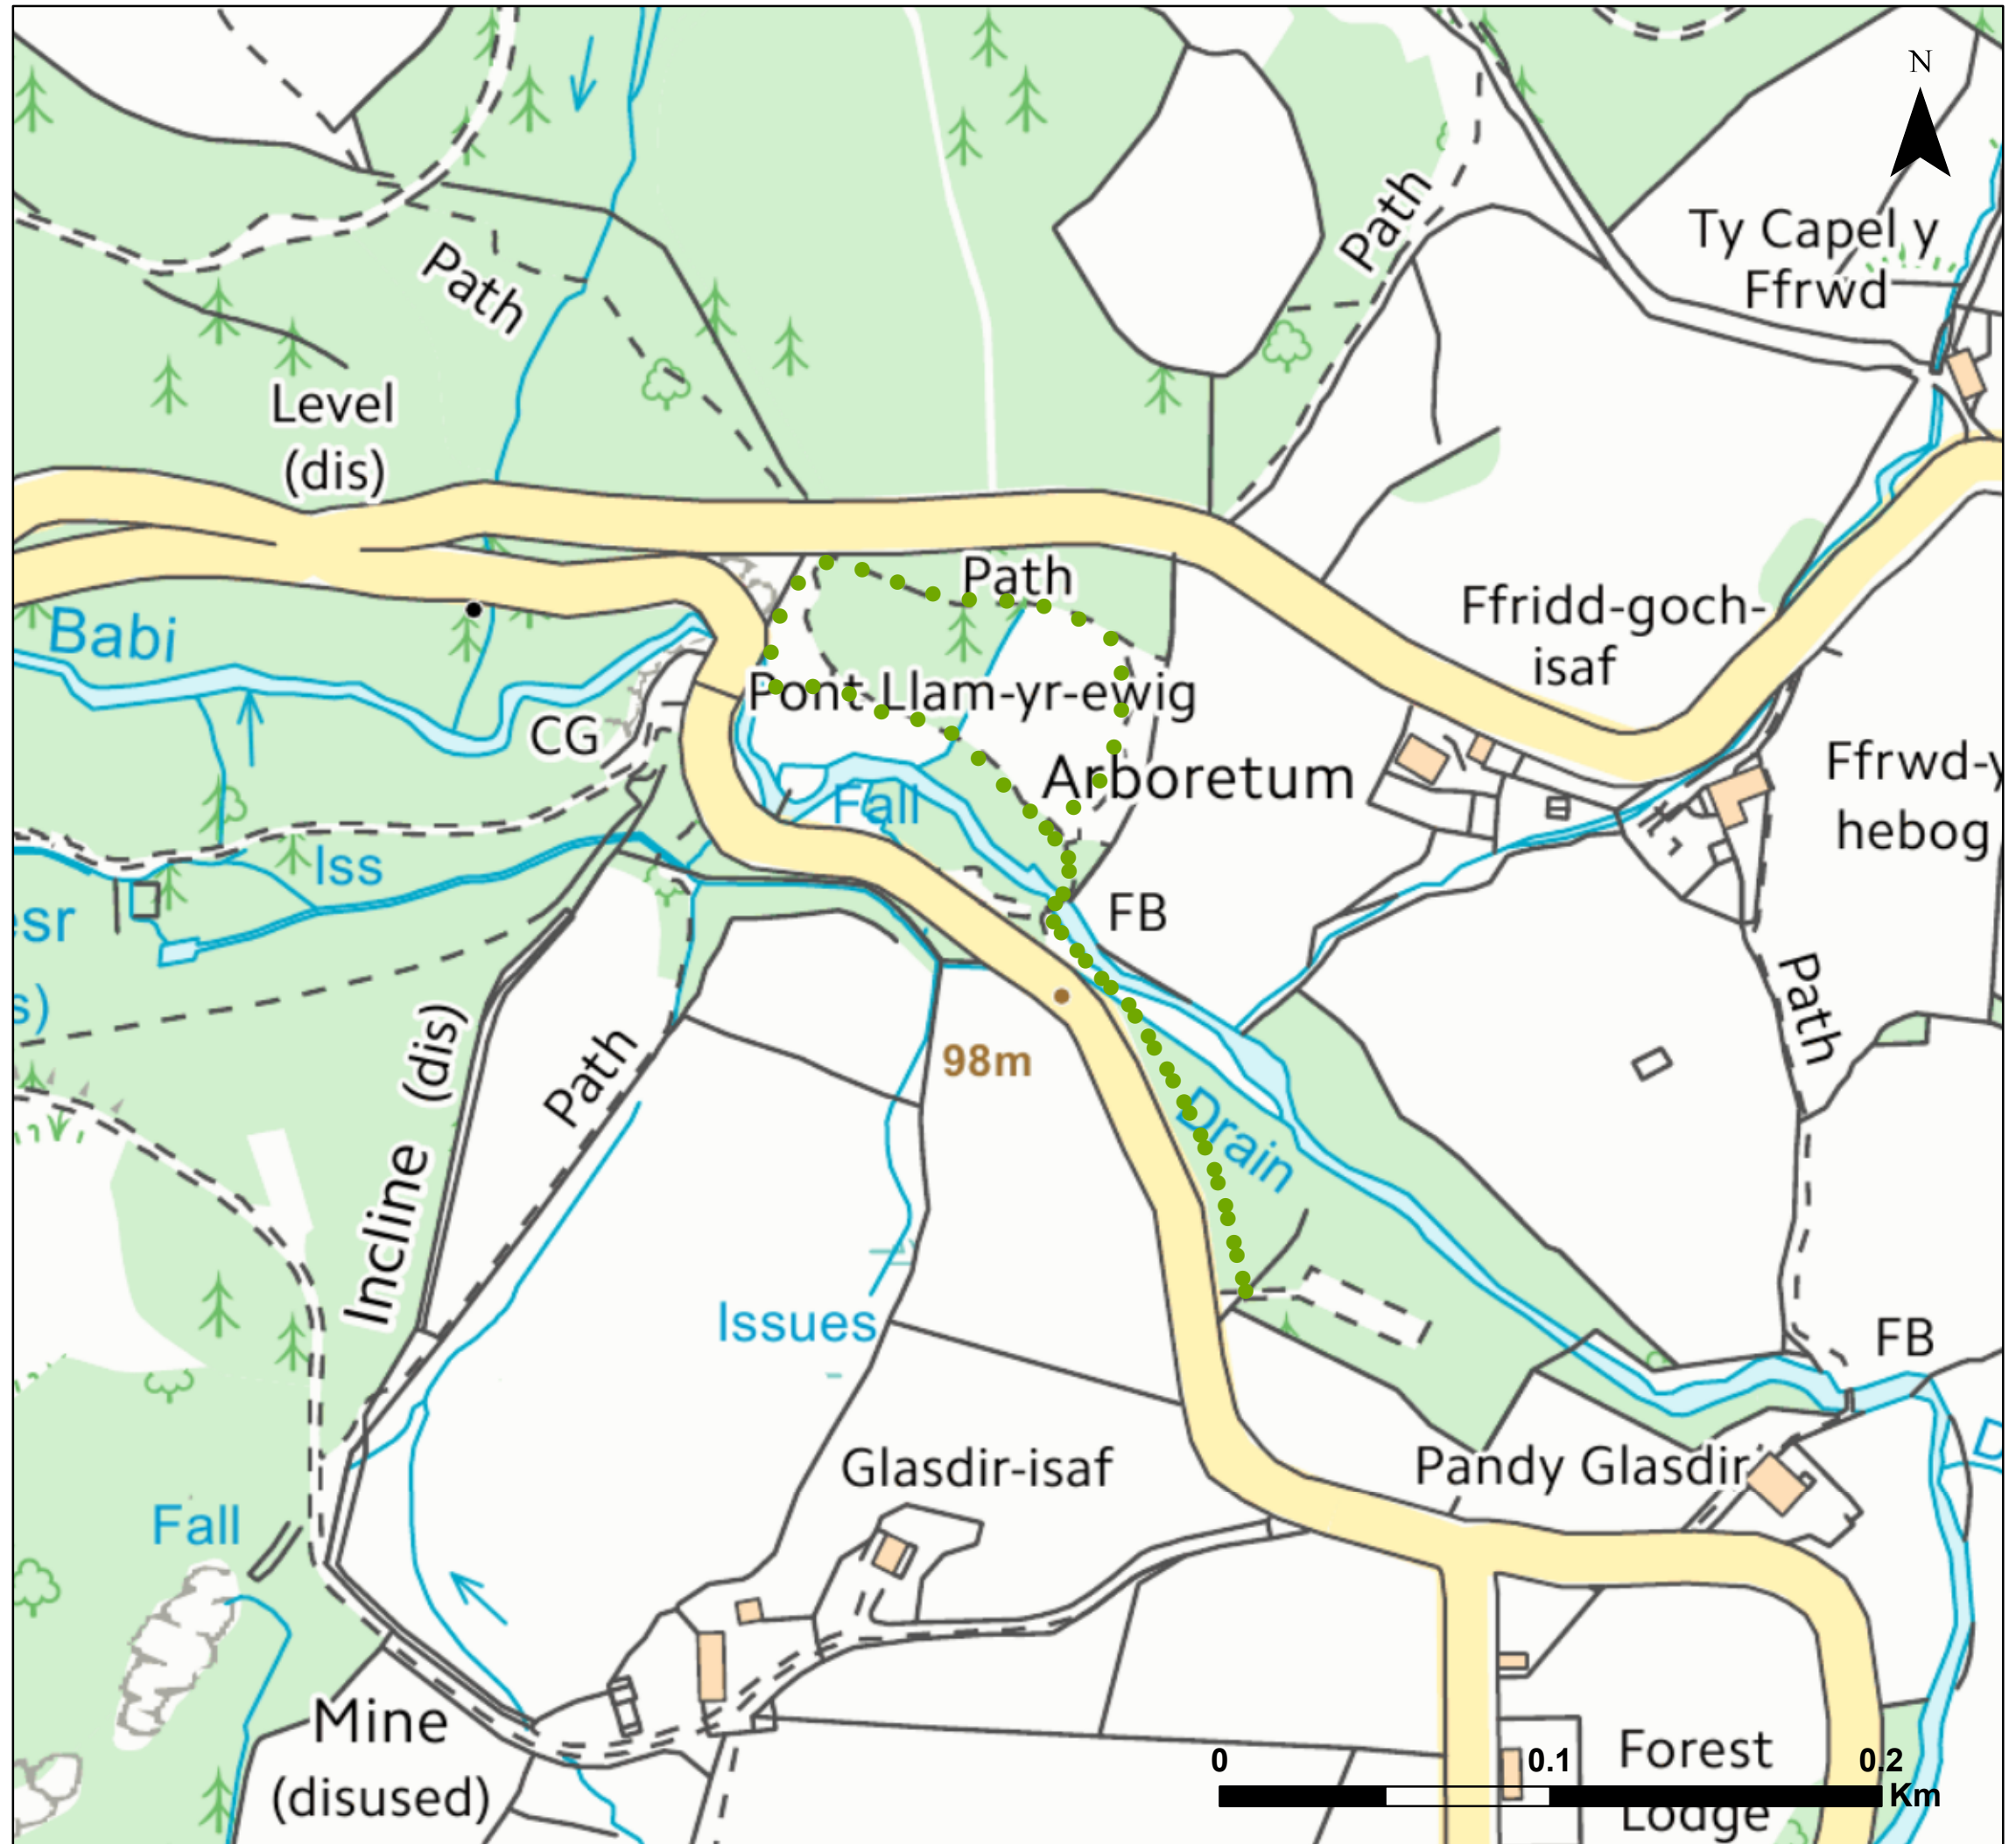 N
Path
Ty Capel y
Ffrwd
Path
Level
(dis)
Path
Ffridd-goch-
isaf
Babi
Pont Llam-yr-ewig
CG
Arboretum
Ffrwd-y
hebog
Fall
Iss
esr
FB
Path
s)
(dis)
Path
98m
Drain
Incline
Issues
FB
Glasdir-isaf
Pandy Glasdir
D
Fall
Mine
(disused)
Forest
Lodge
0 0.1 0.2
Km